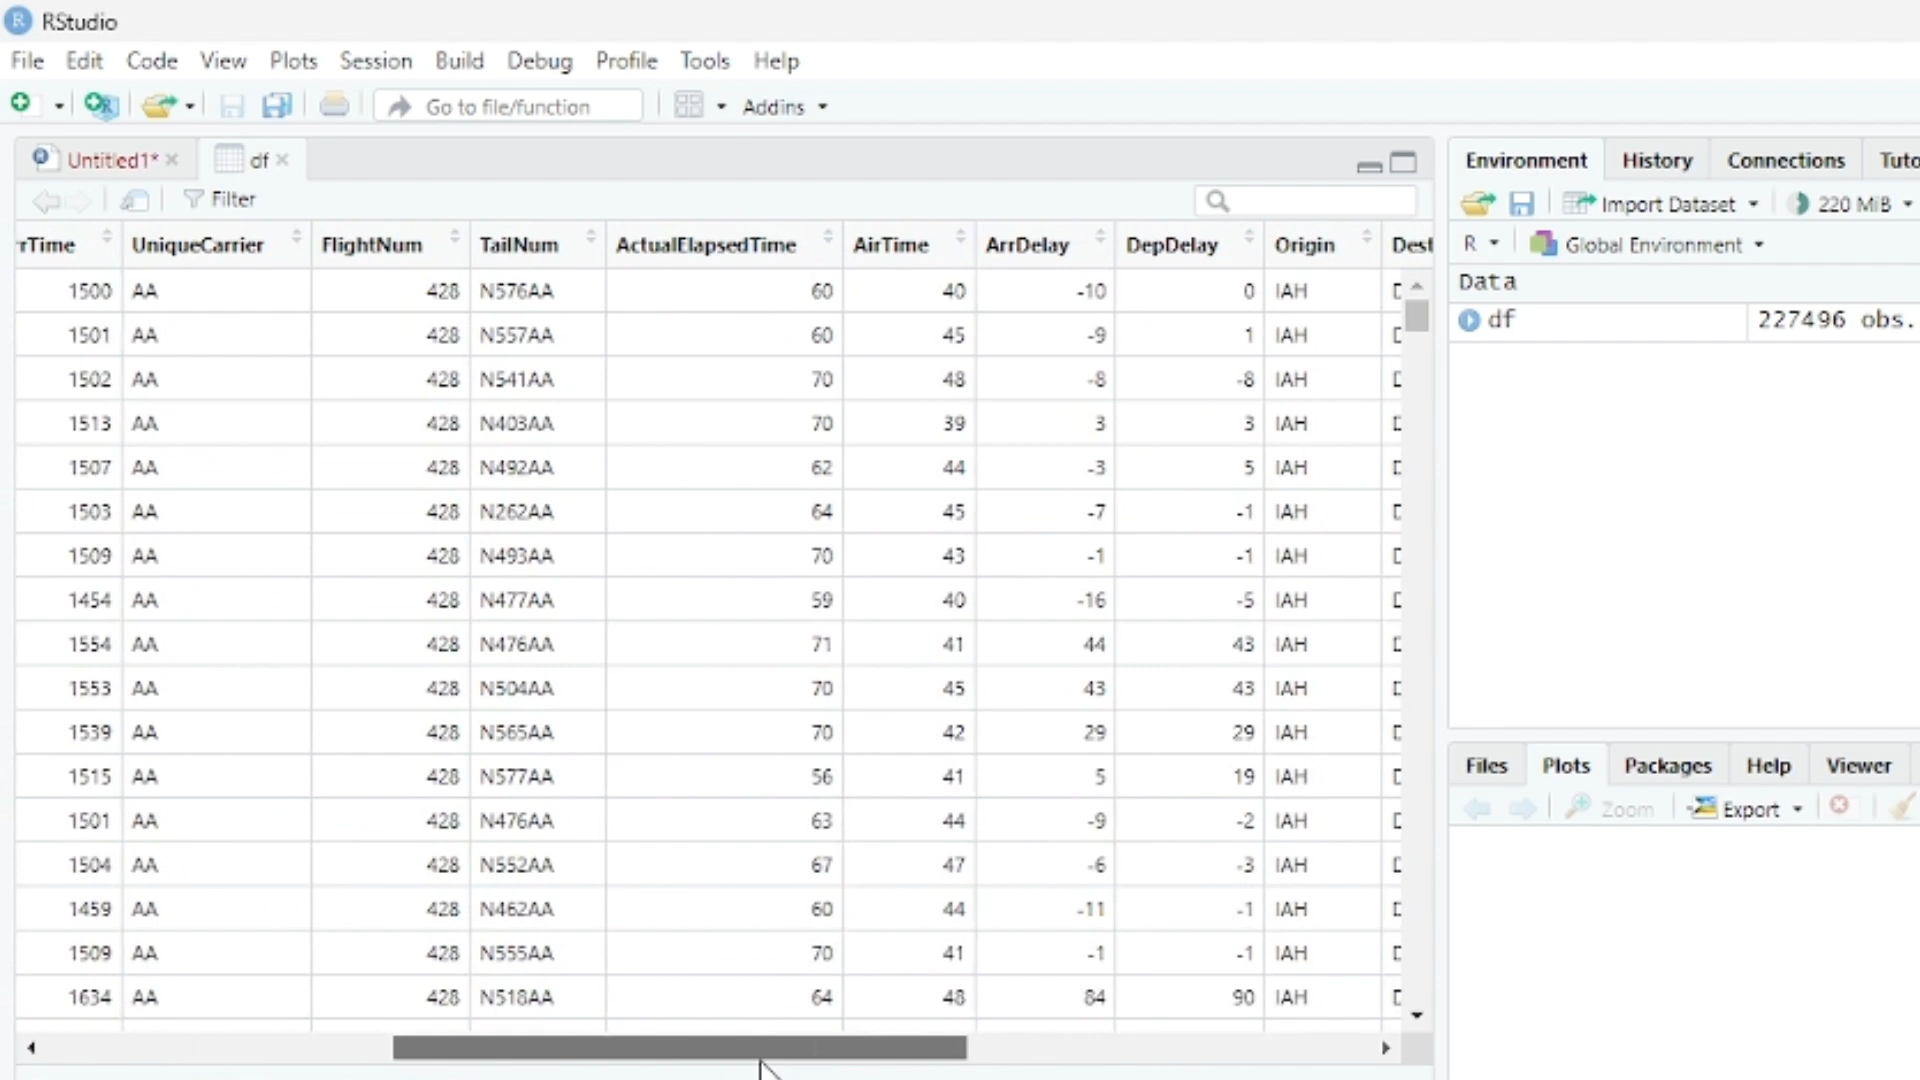 RStudio
File Edit Code View Plots Session Build Debug Profile Tools Help
Go to file/function Addins
Untitled1* df
Filter
rTime UniqueCarrier FlightNum TailNum ActualElapsedTime AirTime ArrDelay DepDelay Origin Dest
1500 AA 428 N576AA 60 40 -10 0 IAH
1501 AA 428 N557AA 60 45 -9 1 IAH
1502 AA 428 N541AA 70 48 -8 -8 IAH
1513 AA 428 N403AA 70 39 3 3 IAH
1507 AA 428 N492AA 62 44 -3 5 IAH
1503 AA 428 N262AA 64 45 -7 -1 IAH
1509 AA 428 N493AA 70 43 -1 -1 IAH
1454 AA 428 N477AA 59 40 -16 -5 IAH
1554 AA 428 N476AA 71 41 44 43 IAH
1553 AA 428 N504AA 70 45 43 43 IAH
1539 AA 428 N565AA 70 42 29 29 IAH
1515 AA 428 N577AA 56 41 5 19 IAH
1501 AA 428 N476AA 63 44 -9 -2 IAH
1504 AA 428 N552AA 67 47 -6 -3 IAH
1459 AA 428 N462AA 60 44 -11 -1 IAH
1509 AA 428 N555AA 70 41 -1 -1 IAH
1634 AA 428 N518AA 64 48 84 90 IAH
Environment History Connections Tuto
Import Dataset 220 MiB
R Global Environment
Data
df 227496 obs.
Files Plots Packages Help Viewer
Zoom Export